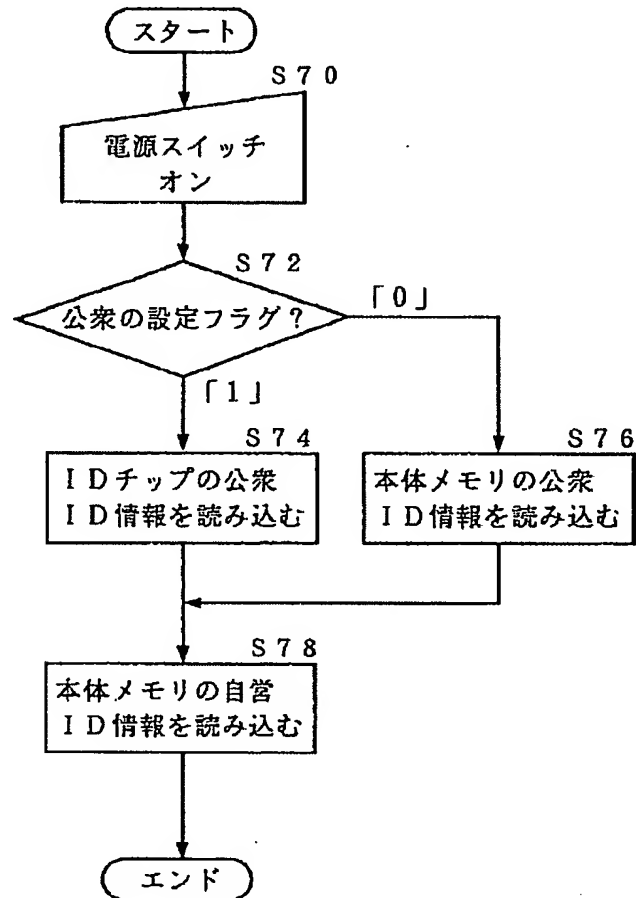 スタート
S70
電源スイッチ
オン
S72
公衆の設定フラグ?
「0」
「1」
S74
IDチップの公衆
ID情報を読み込む
S76
本体メモリの公衆
ID情報を読み込む
S78
本体メモリの自営
ID情報を読み込む
エンド